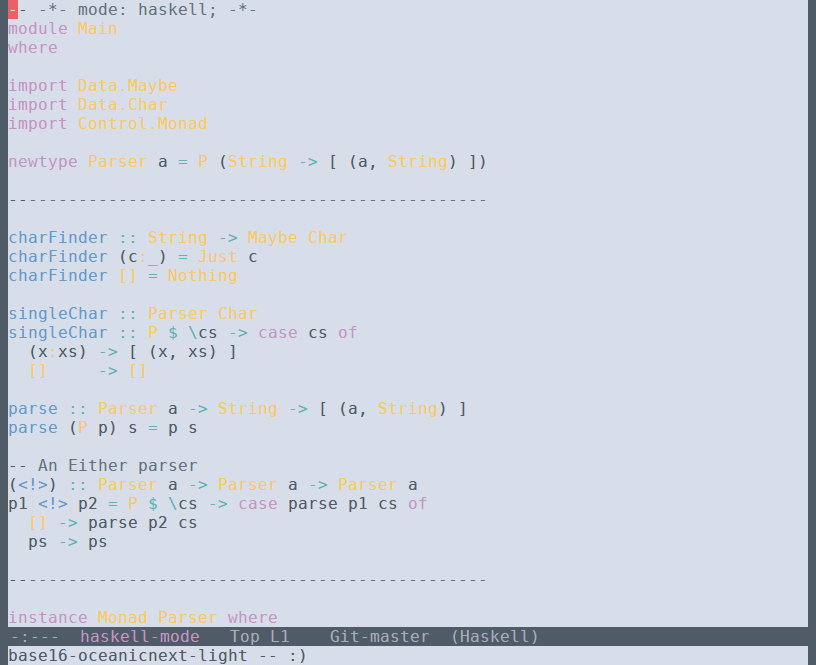 -- -*- mode: haskell; -*-
module Main
where

import Data.Maybe
import Data.Char
import Control.Monad

newtype Parser a = P (String -> [ (a, String) ])

------------------------------------------------

charFinder :: String -> Maybe Char
charFinder (c:_) = Just c
charFinder [] = Nothing

singleChar :: Parser Char
singleChar :: P $ \cs -> case cs of
  (x:xs) -> [ (x, xs) ]
  []     -> []

parse :: Parser a -> String -> [ (a, String) ]
parse (P p) s = p s

-- An Either parser
(<!>) :: Parser a -> Parser a -> Parser a
p1 <!> p2 = P $ \cs -> case parse p1 cs of
  [] -> parse p2 cs
  ps -> ps

------------------------------------------------

instance Monad Parser where
-:---  haskell-mode   Top L1    Git-master  (Haskell)
base16-oceanicnext-light -- :)